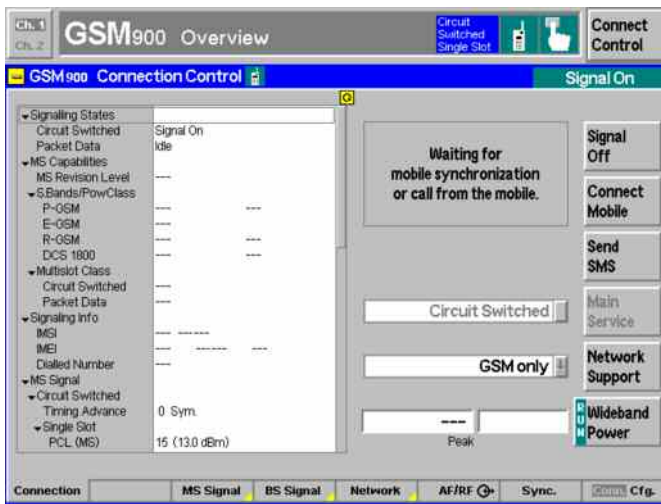 Ch. 1
Ch. 2
GSM900 Overview
Circuit
Switched
Single Slot
Connect
Control
GSM900 Connection Control
Signal On
G
Signalling States
Circuit Switched Signal On
Packet Data Idle
MS Capabilities
MS Revision Level ---
S.Bands/PowClass
P-GSM --- ---
E-GSM ---
R-GSM --- ---
DCS 1800 --- ---
Multislot Class
Circuit Switched ---
Packet Data ---
Signaling Info
IMSI --- --- ---
IMEI --- ------ ---
Dialled Number ---
MS Signal
Circuit Switched
Timing Advance 0 Sym.
Single Slot
PCL (MS) 15 (13.0 dBm)
Waiting for
mobile synchronization
or call from the mobile.
Circuit Switched
GSM only
---
Peak
Signal
Off
Connect
Mobile
Send
SMS
Main
Service
Network
Support
RUN
Wideband
Power
Connection MS Signal BS Signal Network AF/RF Sync. Conn. Cfg.